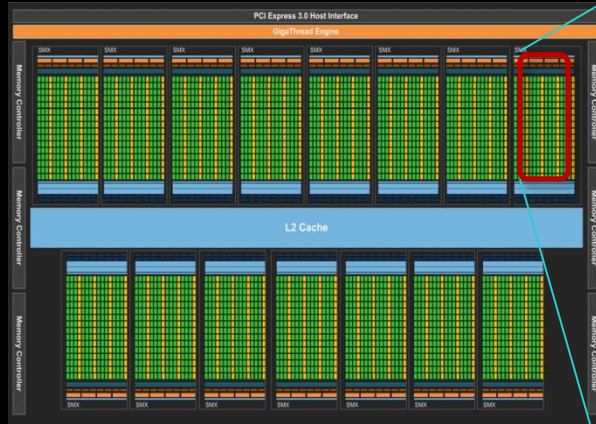 PCI Express 3.0 Host Interface
GigaThread Engine
SMX SMX SMX SMX SMX SMX SMX SMX
Memory Controller
Memory Controller
Memory Controller
L2 Cache
Memory Controller
Memory Controller
Memory Controller
SMX SMX SMX SMX SMX SMX SMX